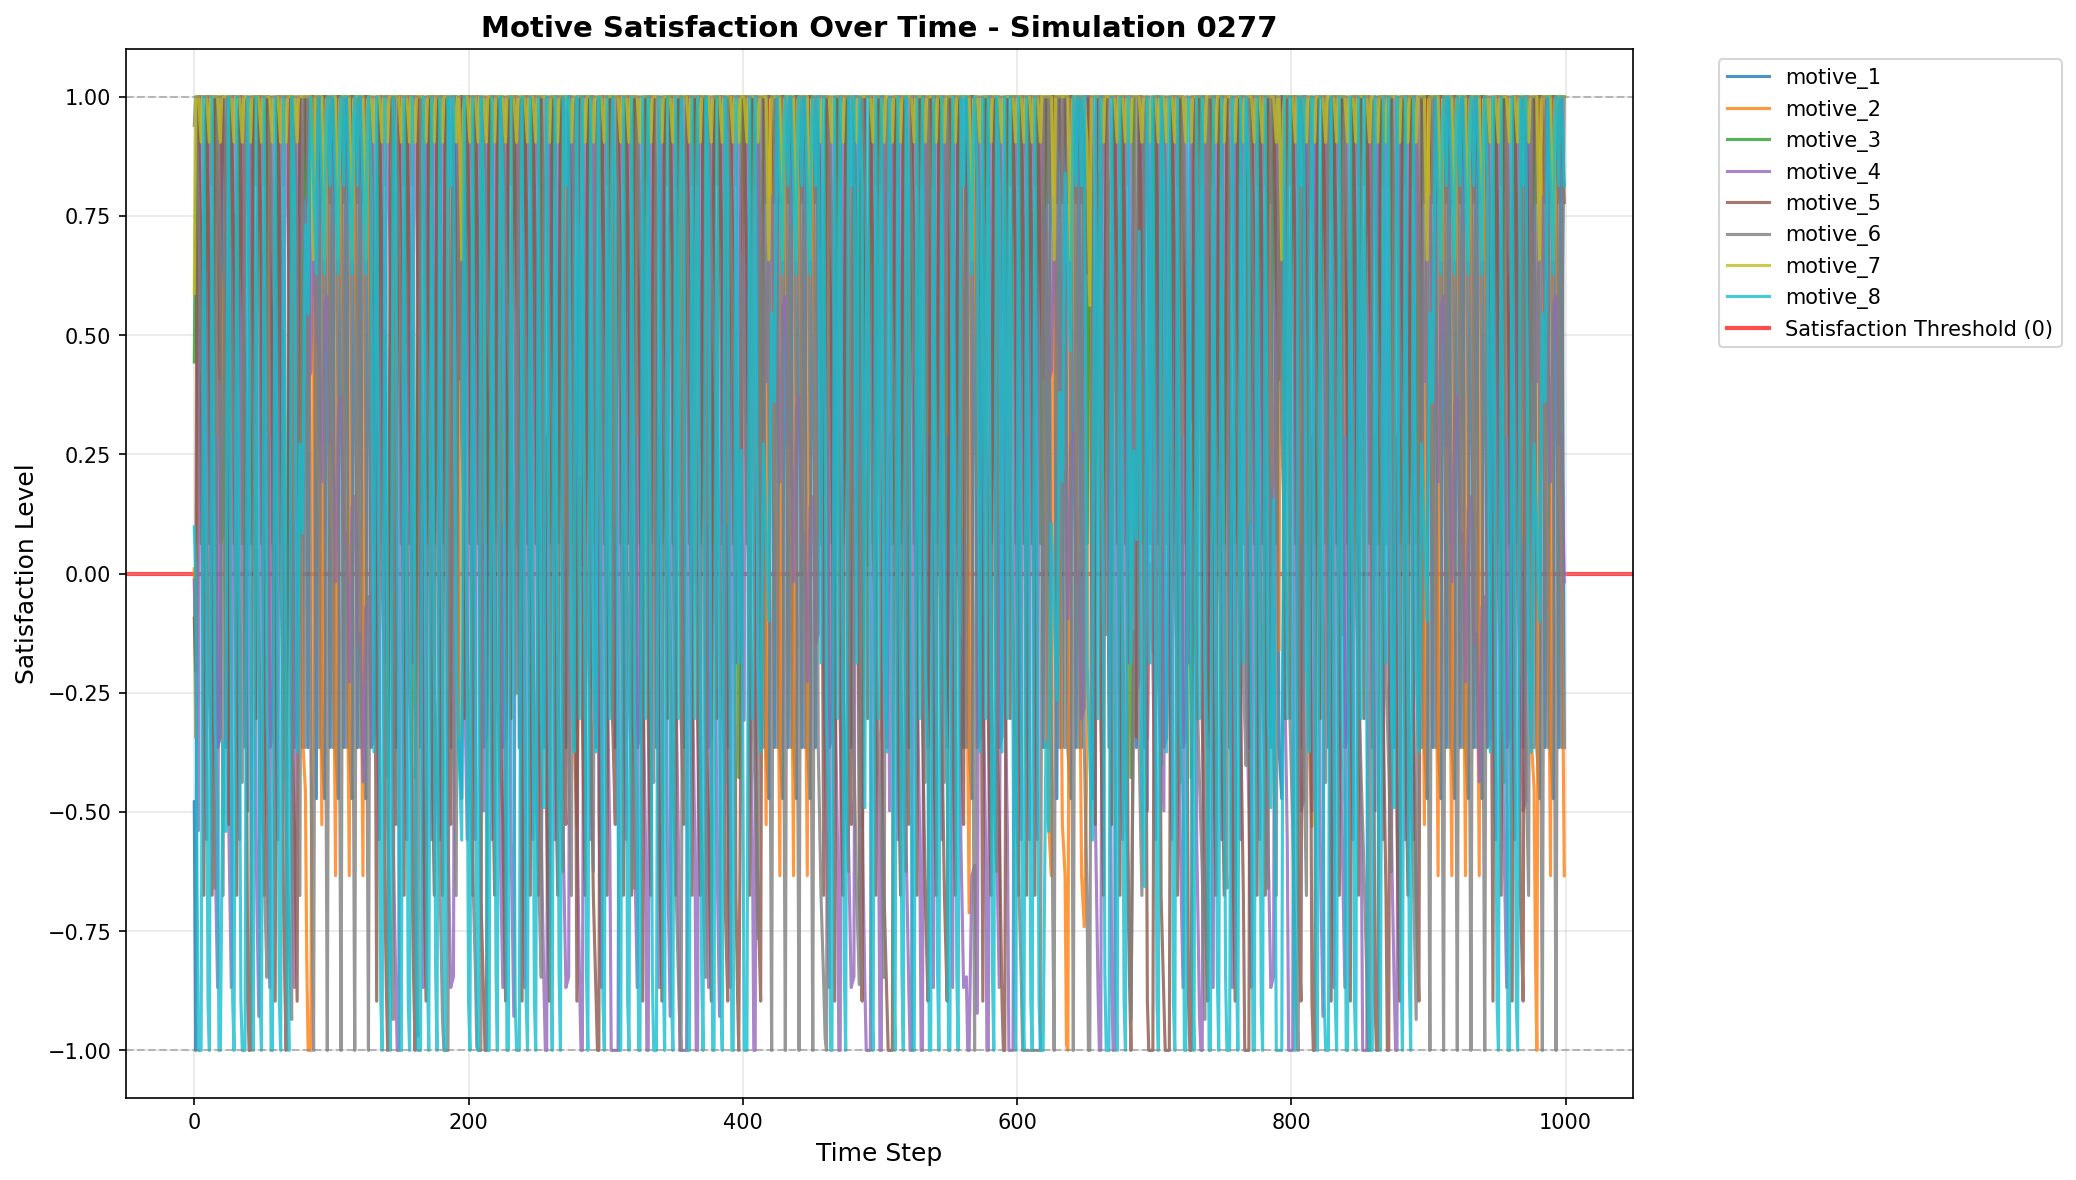 Motive Satisfaction Over Time - Simulation 0277
1.00
0.75
0.50
0.25
0.00
−0.25
−0.50
−0.75
−1.00
Satisfaction Level
0
200
400
600
800
1000
Time Step
motive_1
motive_2
motive_3
motive_4
motive_5
motive_6
motive_7
motive_8
Satisfaction Threshold (0)